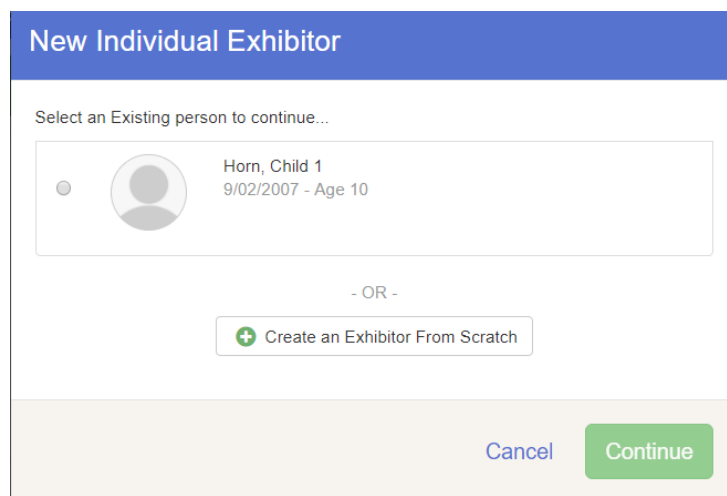 New Individual Exhibitor
Select an Existing person to continue...
Horn, Child 1
9/02/2007 - Age 10
- OR -
Create an Exhibitor From Scratch
Cancel
Continue